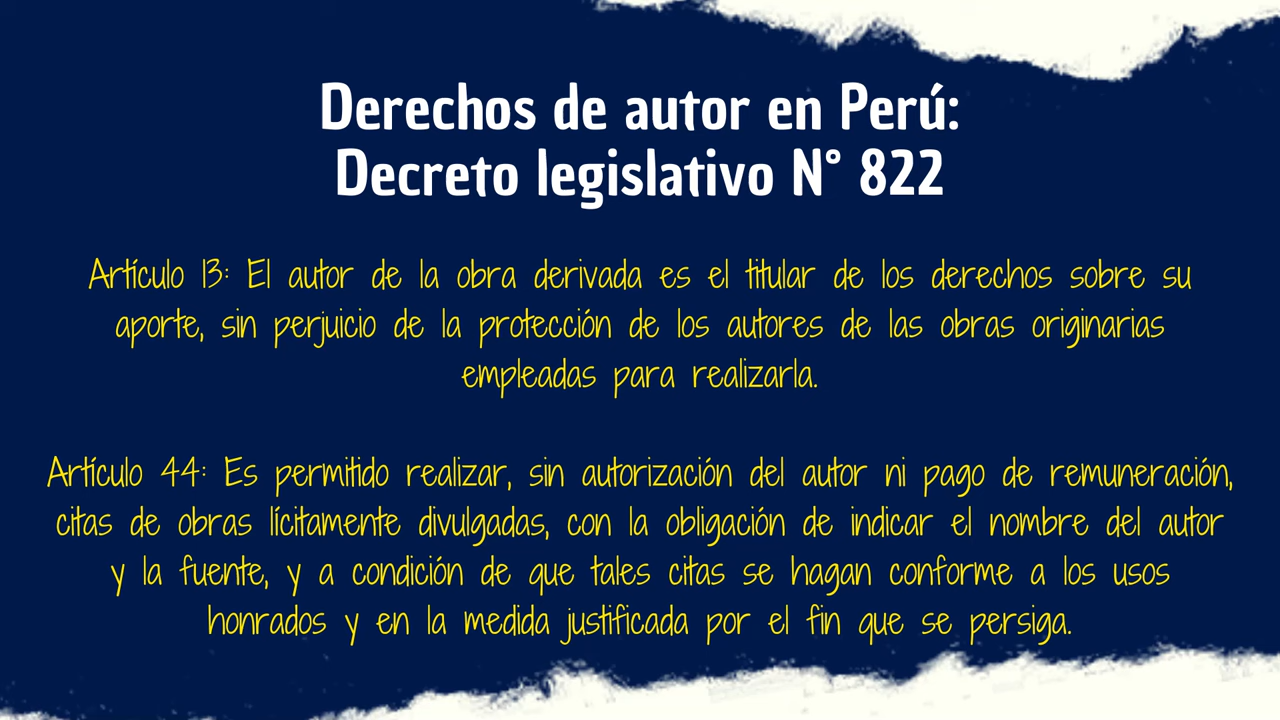 Derechos de autor en Perú:
Decreto legislativo N° 822
Artículo 13: El autor de la obra derivada es el titular de los derechos sobre su
aporte, sin perjuicio de la protección de los autores de las obras originarias
empleadas para realizarla.
Artículo 44: Es permitido realizar, sin autorización del autor ni pago de remuneración,
citas de obras lícitamente divulgadas, con la obligación de indicar el nombre del autor
y la fuente, y a condición de que tales citas se hagan conforme a los usos
honrados y en la medida justificada por el fin que se persiga.